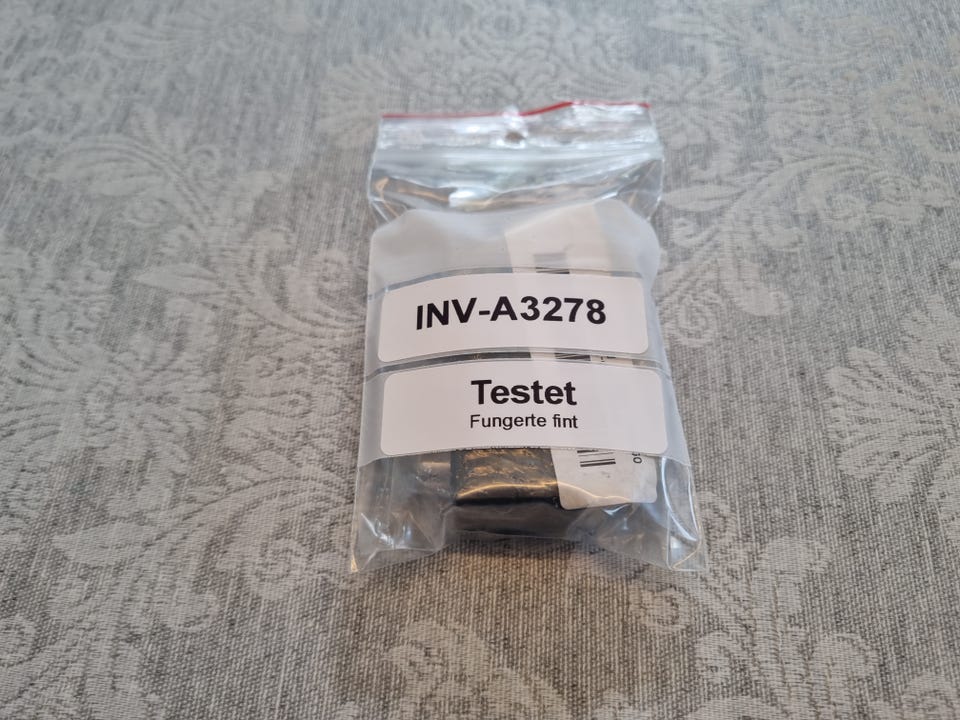 INV-A3278
Testet
Fungerte fint